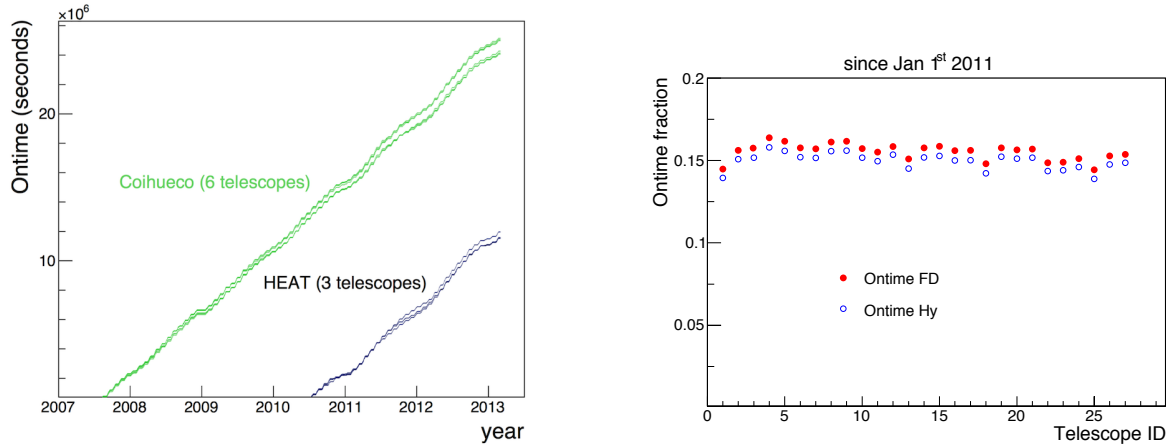 ×10⁶
Ontime (seconds)
20
10
Coihueco (6 telescopes)
HEAT (3 telescopes)
2007 2008 2009 2010 2011 2012 2013
year
since Jan 1st 2011
Ontime fraction
0.2
0.15
0.1
0.05
Ontime FD
Ontime Hy
0 5 10 15 20 25
Telescope ID